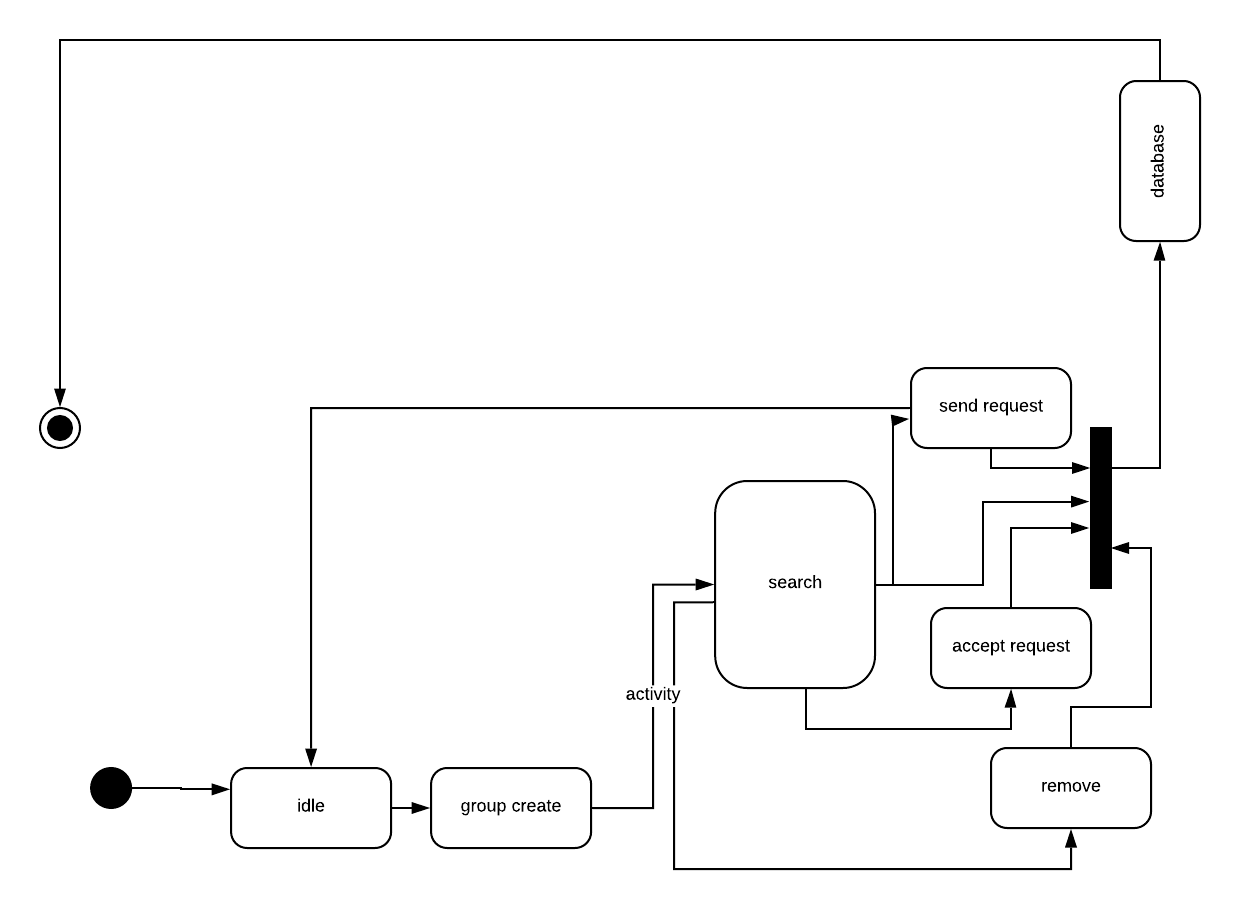 database
send request
search
accept request
activity
remove
idle
group create